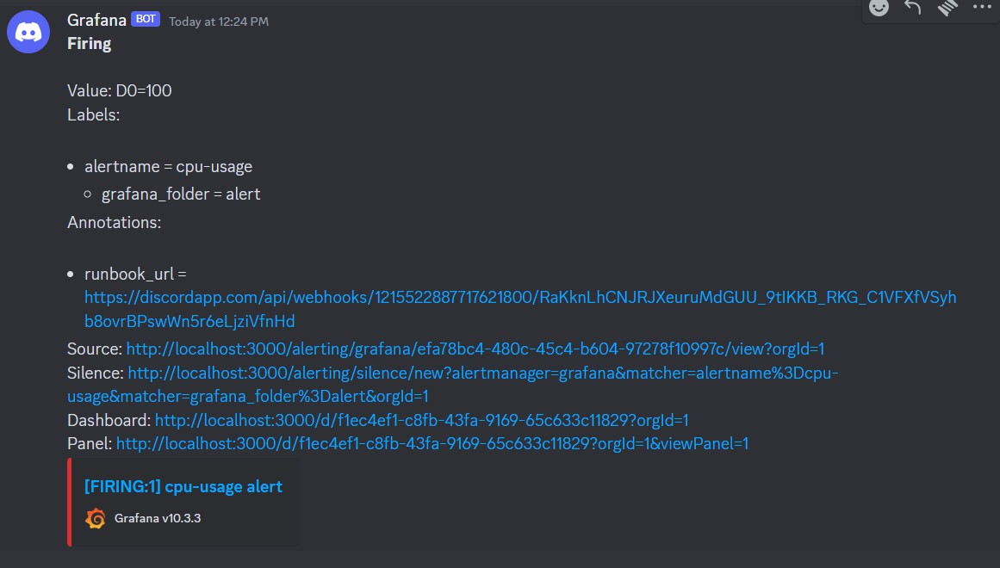 Grafana BOT Today at 12:24 PM
Firing
Value: D0=100
Labels:
• alertname = cpu-usage
○ grafana_folder = alert
Annotations:
• runbook_url =
https://discordapp.com/api/webhooks/1215522887717621800/RaKknLhCNJRJXeuruMdGUU_9tIKKB_RKG_C1VFXfVSyh
b8ovrBPswWn5r6eLjziVfnHd
Source: http://localhost:3000/alerting/grafana/efa78bc4-480c-45c4-b604-97278f10997c/view?orgId=1
Silence: http://localhost:3000/alerting/silence/new?alertmanager=grafana&matcher=alertname%3Dcpu-
usage&matcher=grafana_folder%3Dalert&orgId=1
Dashboard: http://localhost:3000/d/f1ec4ef1-c8fb-43fa-9169-65c633c11829?orgId=1
Panel: http://localhost:3000/d/f1ec4ef1-c8fb-43fa-9169-65c633c11829?orgId=1&viewPanel=1
[FIRING:1] cpu-usage alert
Grafana v10.3.3